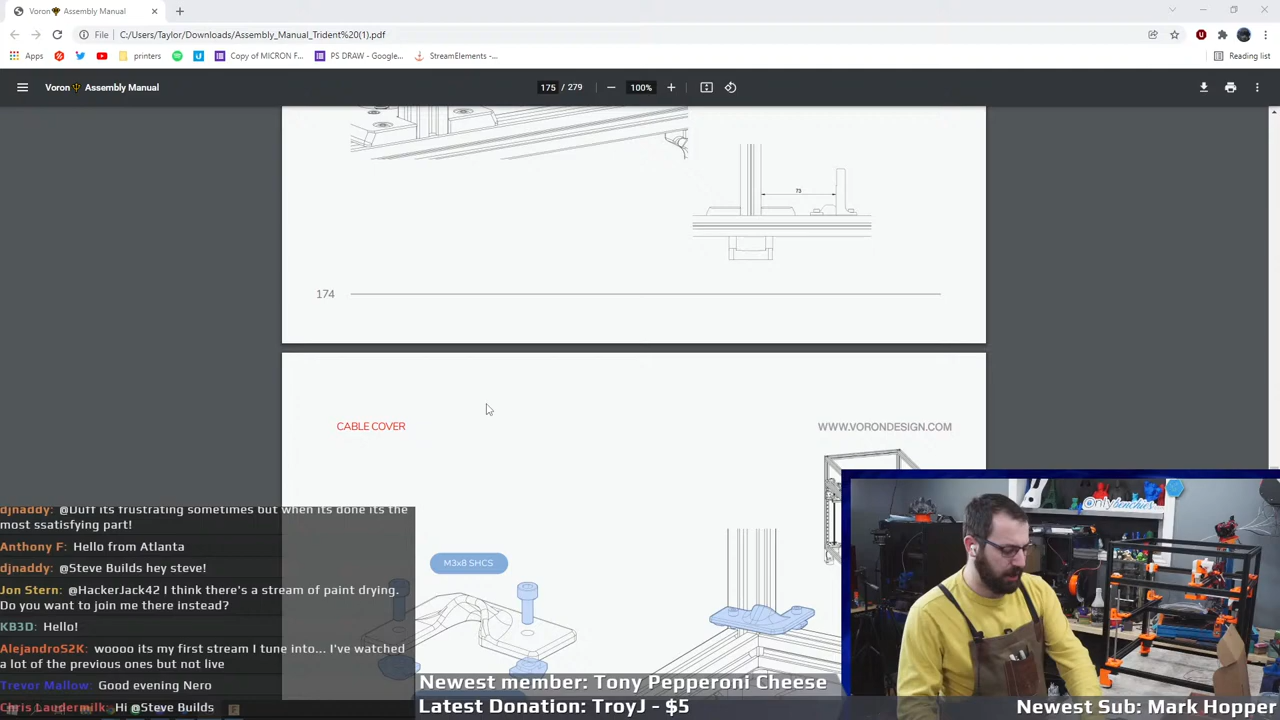 Voron Assembly Manual
File
C:/Users/Taylor/Downloads/Assembly_Manual_Trident%20(1).pdf
Apps
printers
Copy of MICRON F...
PS DRAW - Google...
StreamElements -...
Reading list
Voron Assembly Manual
175 / 279
100%
73
174
CABLE COVER
WWW.VORONDESIGN.COM
M3x8 SHCS
@onlybenchies
djnaddy: @Duff its frustrating sometimes but when its done its the
most ssatisfying part!
Anthony F: Hello from Atlanta
djnaddy: @Steve Builds hey steve!
Jon Stern: @HackerJack42 I think there's a stream of paint drying.
Do you want to join me there instead?
KB3D: Hello!
AlejandroS2K: woooo its my first stream I tune into... I've watched
a lot of the previous ones but not live
Trevor Mallow: Good evening Nero
Chris Laudermilk: Hi @Steve Builds
Newest member: Tony Pepperoni Cheese
Latest Donation: TroyJ - $5
Newest Sub: Mark Hopper